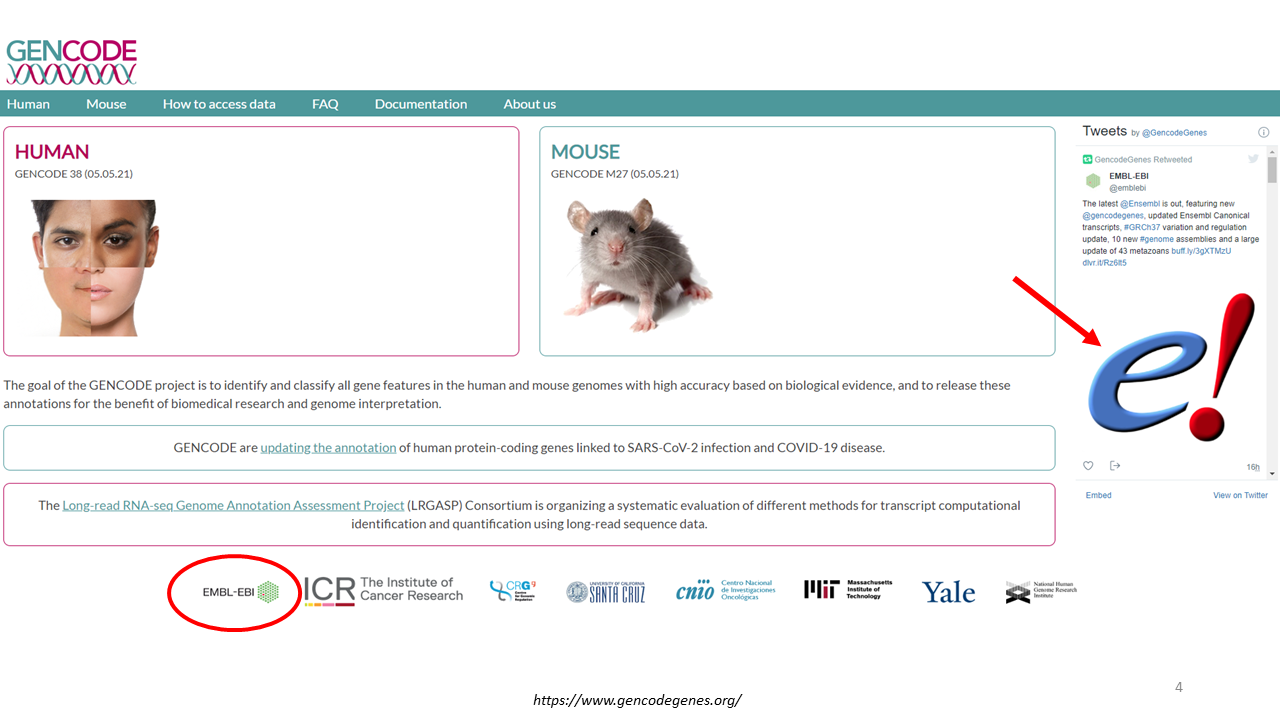 GENCODE
Human Mouse How to access data FAQ Documentation About us
HUMAN
GENCODE 38 (05.05.21)
MOUSE
GENCODE M27 (05.05.21)
The goal of the GENCODE project is to identify and classify all gene features in the human and mouse genomes with high accuracy based on biological evidence, and to release these
annotations for the benefit of biomedical research and genome interpretation.
GENCODE are updating the annotation of human protein-coding genes linked to SARS-CoV-2 infection and COVID-19 disease.
The Long-read RNA-seq Genome Annotation Assessment Project (LRGASP) Consortium is organizing a systematic evaluation of different methods for transcript computational
identification and quantification using long-read sequence data.
Tweets by @GencodeGenes
GencodeGenes Retweeted
EMBL-EBI
@emblebi
The latest @Ensembl is out, featuring new
@gencodegenes, updated Ensembl Canonical
transcripts, #GRCh37 variation and regulation
update, 10 new #genome assemblies and a large
update of 43 metazoans buff.ly/3gXTMzU
dlvr.it/Rz6lt5
e!
16h
Embed View on Twitter
EMBL-EBI
ICR The Institute of
Cancer Research
CRG
Centre
for Genomic
Regulation
UNIVERSITY OF CALIFORNIA
SANTA CRUZ
cnio Centro Nacional
de Investigaciones
Oncológicas
MIT Massachusetts
Institute of
Technology
Yale
National Human
Genome Research
Institute
https://www.gencodegenes.org/
4